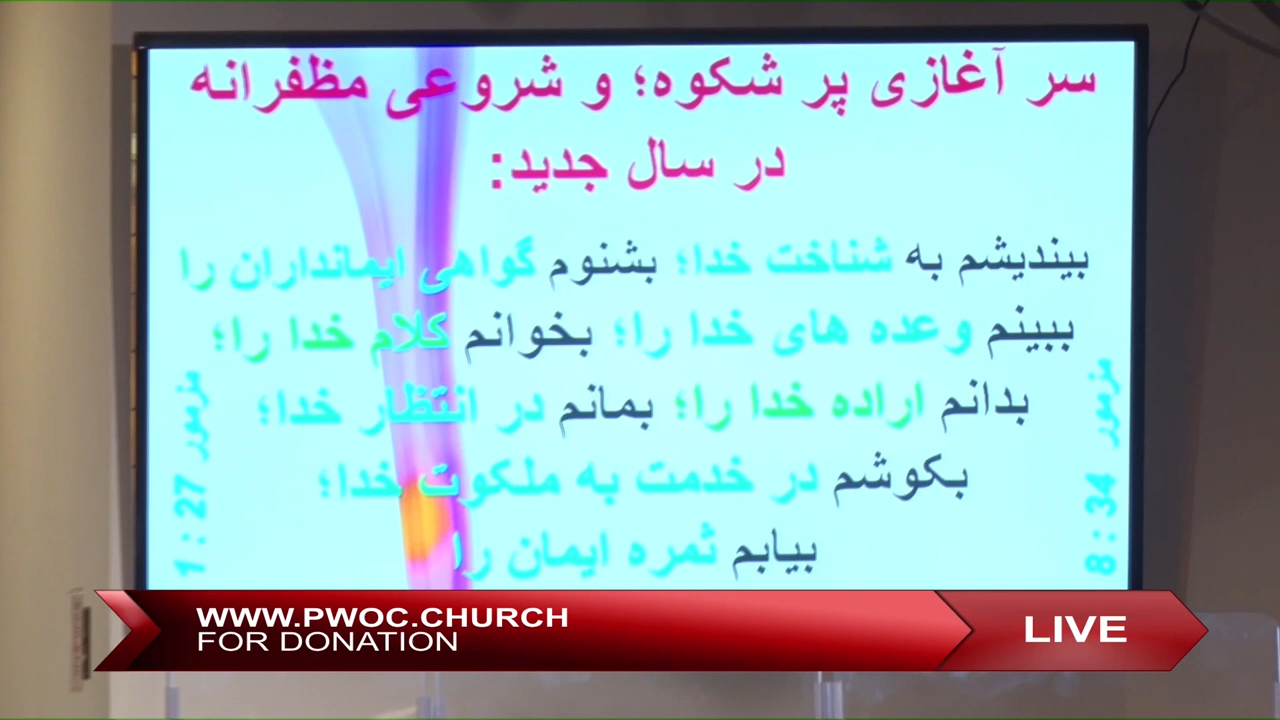 سر آغازی پر شکوه؛ و شروعی مظفرانه
در سال جدید:
بیندیشم به شناخت خدا؛ بشنوم گواهی ایمانداران را
ببینم وعده های خدا را؛ بخوانم کلام خدا را؛
بدانم اراده خدا را؛ بمانم در انتظار خدا؛
بکوشم در خدمت به ملکوت خدا؛
بیابم ثمره ایمان را
مزمور 34 : 8
مزمور 27 : 1
WWW.PWOC.CHURCH
FOR DONATION
LIVE